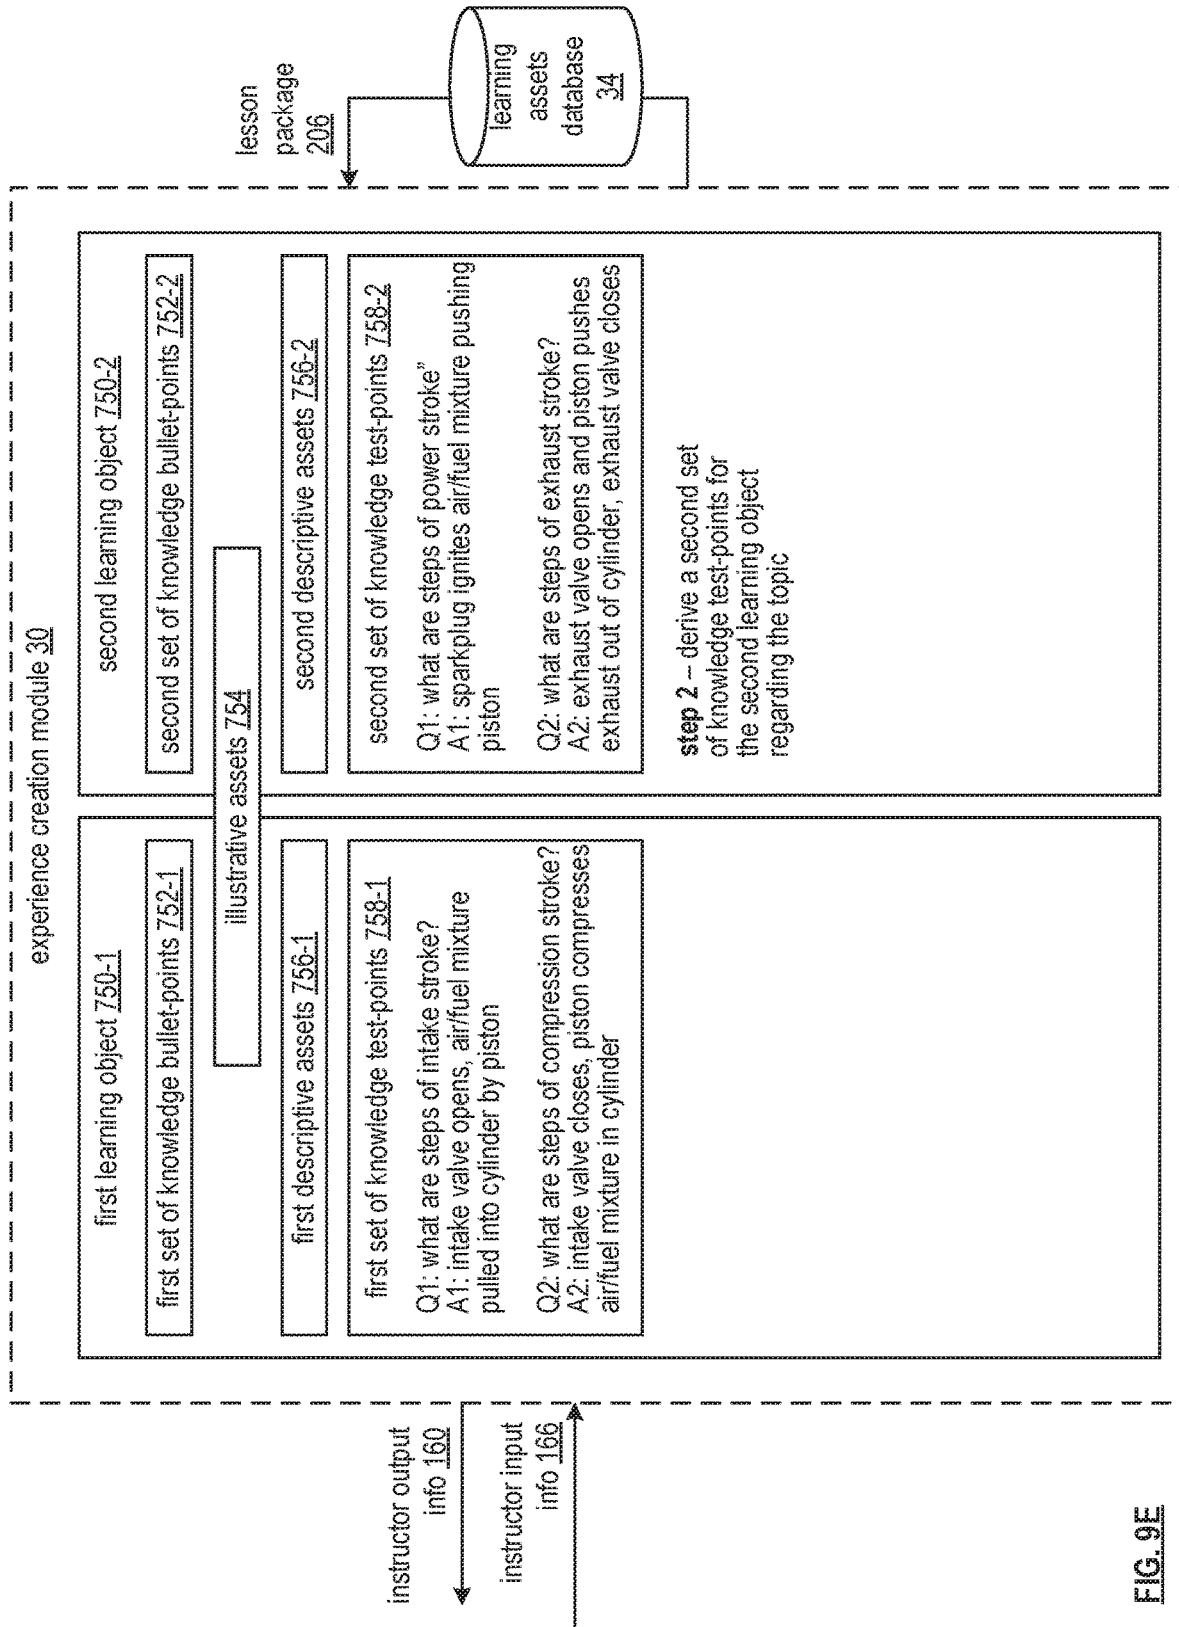 experience creation module 30
first learning object 750-1
first set of knowledge bullet-points 752-1
second learning object 750-2
second set of knowledge bullet-points 752-2
illustrative assets 754
first descriptive assets 756-1
second descriptive assets 756-2
first set of knowledge test-points 758-1
Q1: what are steps of intake stroke?
A1: intake valve opens, air/fuel mixture
pulled into cylinder by piston
Q2: what are steps of compression stroke?
A2: intake valve closes, piston compresses
air/fuel mixture in cylinder
second set of knowledge test-points 758-2
Q1: what are steps of power stroke"
A1: sparkplug ignites air/fuel mixture pushing
piston
Q2: what are steps of exhaust stroke?
A2: exhaust valve opens and piston pushes
exhaust out of cylinder, exhaust valve closes
step 2 – derive a second set
of knowledge test-points for
the second learning object
regarding the topic
lesson
package
206
learning
assets
database
34
instructor output
info 160
instructor input
info 166
FIG. 9E